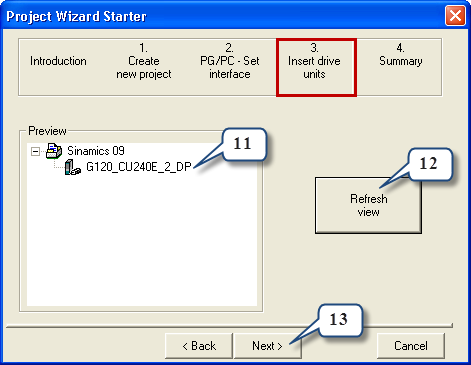 Project Wizard Starter
Introduction
1.
Create
new project
2.
PG/PC - Set
interface
3.
Insert drive
units
4.
Summary
Preview
11
Sinamics 09
G120_CU240E_2_DP
12
Refresh
view
13
< Back
Next >
Cancel